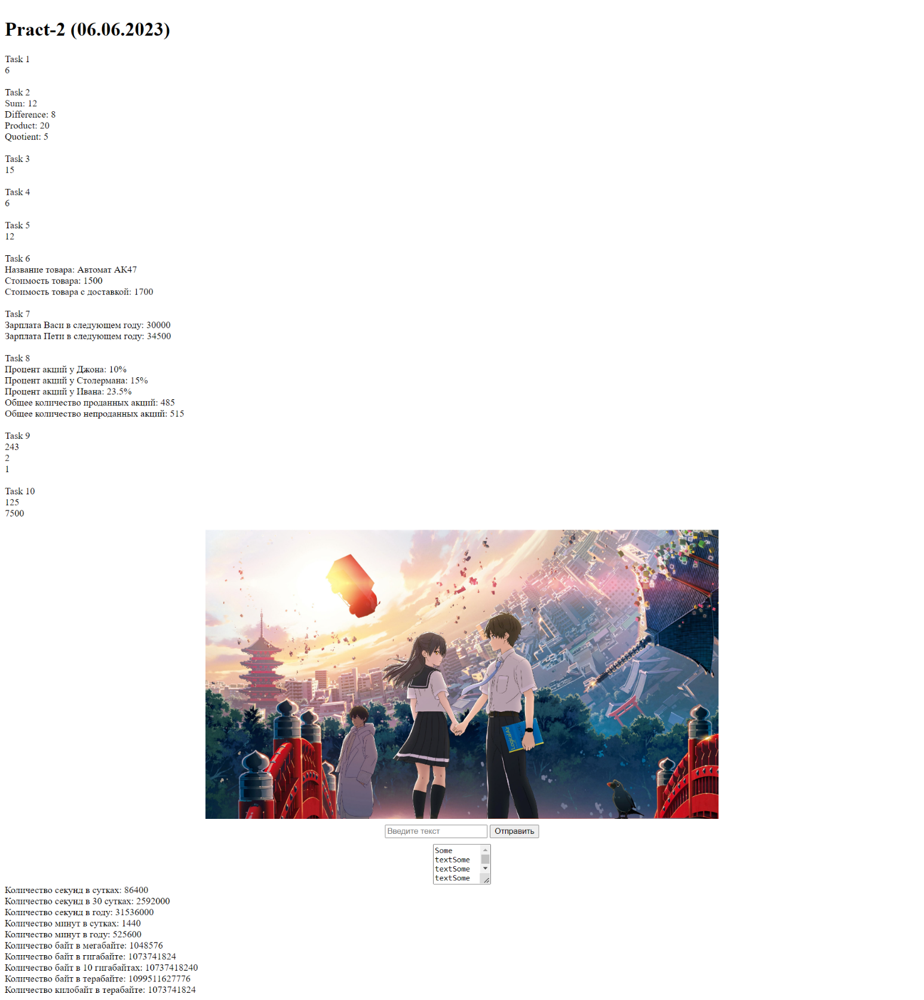 Pract-2 (06.06.2023)
Task 1
6
Task 2
Sum: 12
Difference: 8
Product: 20
Quotient: 5
Task 3
15
Task 4
6
Task 5
12
Task 6
Название товара: Автомат АК47
Стоимость товара: 1500
Стоимость товара с доставкой: 1700
Task 7
Зарплата Васи в следующем году: 30000
Зарплата Пети в следующем году: 34500
Task 8
Процент акций у Джона: 10%
Процент акций у Столермана: 15%
Процент акций у Ивана: 23.5%
Общее количество проданных акций: 485
Общее количество непроданных акций: 515
Task 9
243
2
1
Task 10
125
7500
Введите текст Отправить
Some
textSome
textSome
textSome
Количество секунд в сутках: 86400
Количество секунд в 30 сутках: 2592000
Количество секунд в году: 31536000
Количество минут в сутках: 1440
Количество минут в году: 525600
Количество байт в мегабайте: 1048576
Количество байт в гигабайте: 1073741824
Количество байт в 10 гигабайтах: 10737418240
Количество байт в терабайте: 1099511627776
Количество килобайт в терабайте: 1073741824